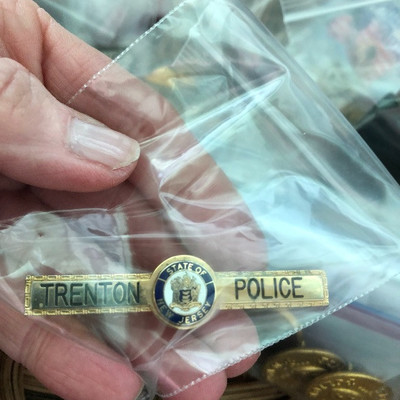 TRENTON POLICE
STATE OF
NEW JERSEY